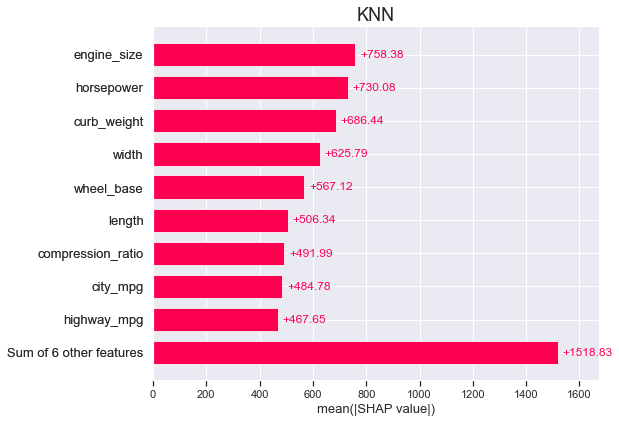 KNN
engine_size +758.38
horsepower +730.08
curb_weight +686.44
width +625.79
wheel_base +567.12
length +506.34
compression_ratio +491.99
city_mpg +484.78
highway_mpg +467.65
Sum of 6 other features +1518.83
0 200 400 600 800 1000 1200 1400 1600
mean(|SHAP value|)